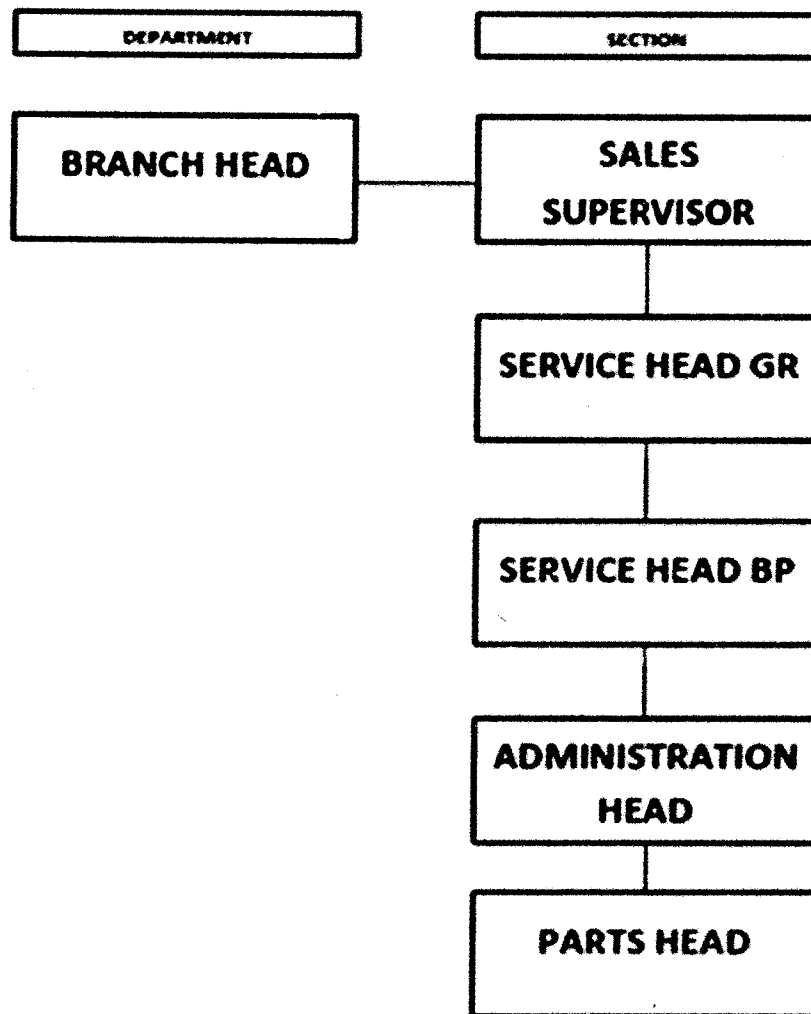 DEPARTMENT
SECTION
BRANCH HEAD
SALES
SUPERVISOR
SERVICE HEAD GR
SERVICE HEAD BP
ADMINISTRATION
HEAD
PARTS HEAD